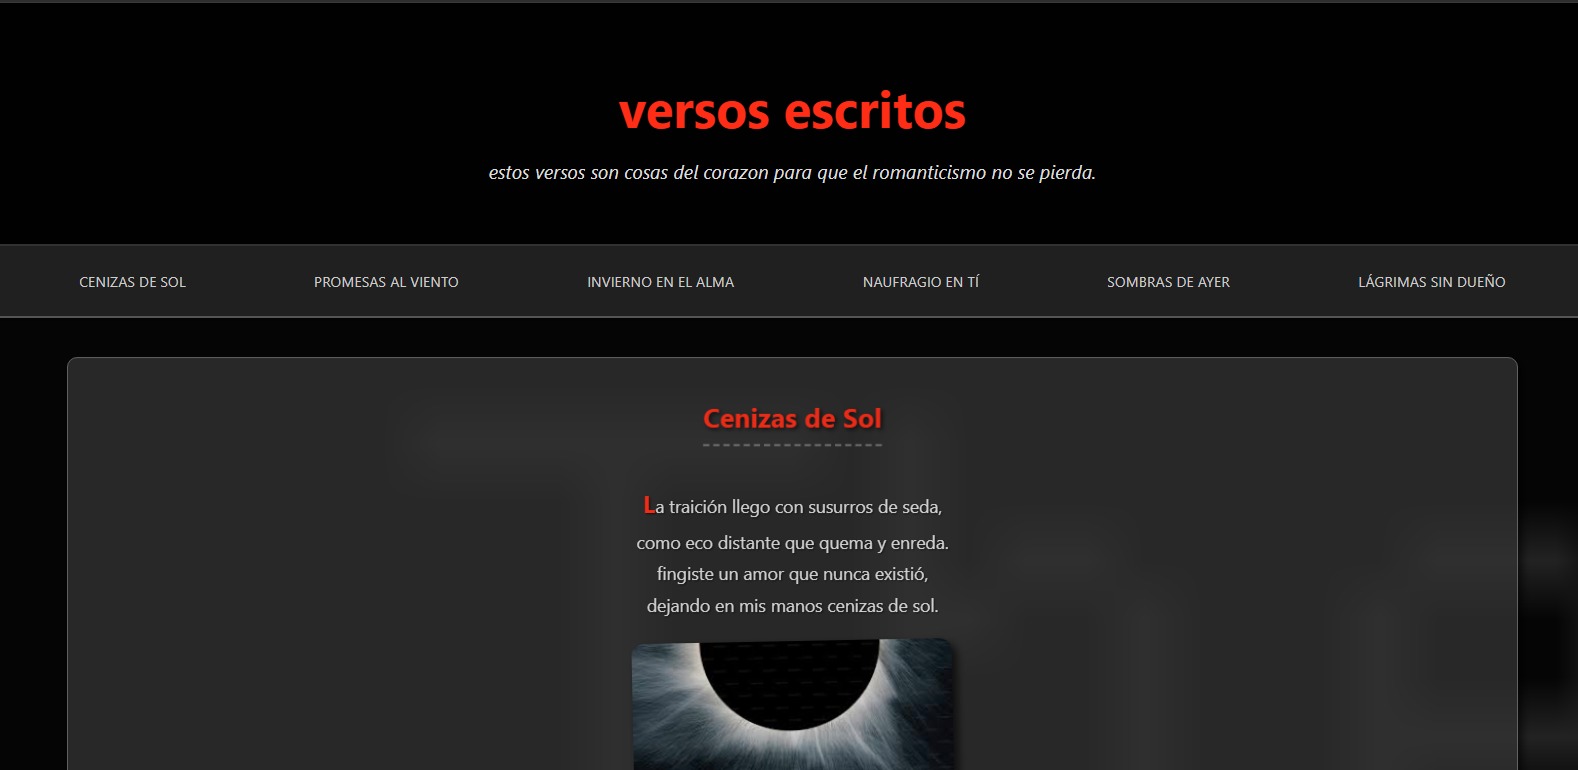 versos escritos
estos versos son cosas del corazon para que el romanticismo no se pierda.
CENIZAS DE SOL PROMESAS AL VIENTO INVIERNO EN EL ALMA NAUFRAGIO EN TÍ SOMBRAS DE AYER LÁGRIMAS SIN DUEÑO
Cenizas de Sol
La traición llego con susurros de seda,
como eco distante que quema y enreda.
fingiste un amor que nunca existió,
dejando en mis manos cenizas de sol.